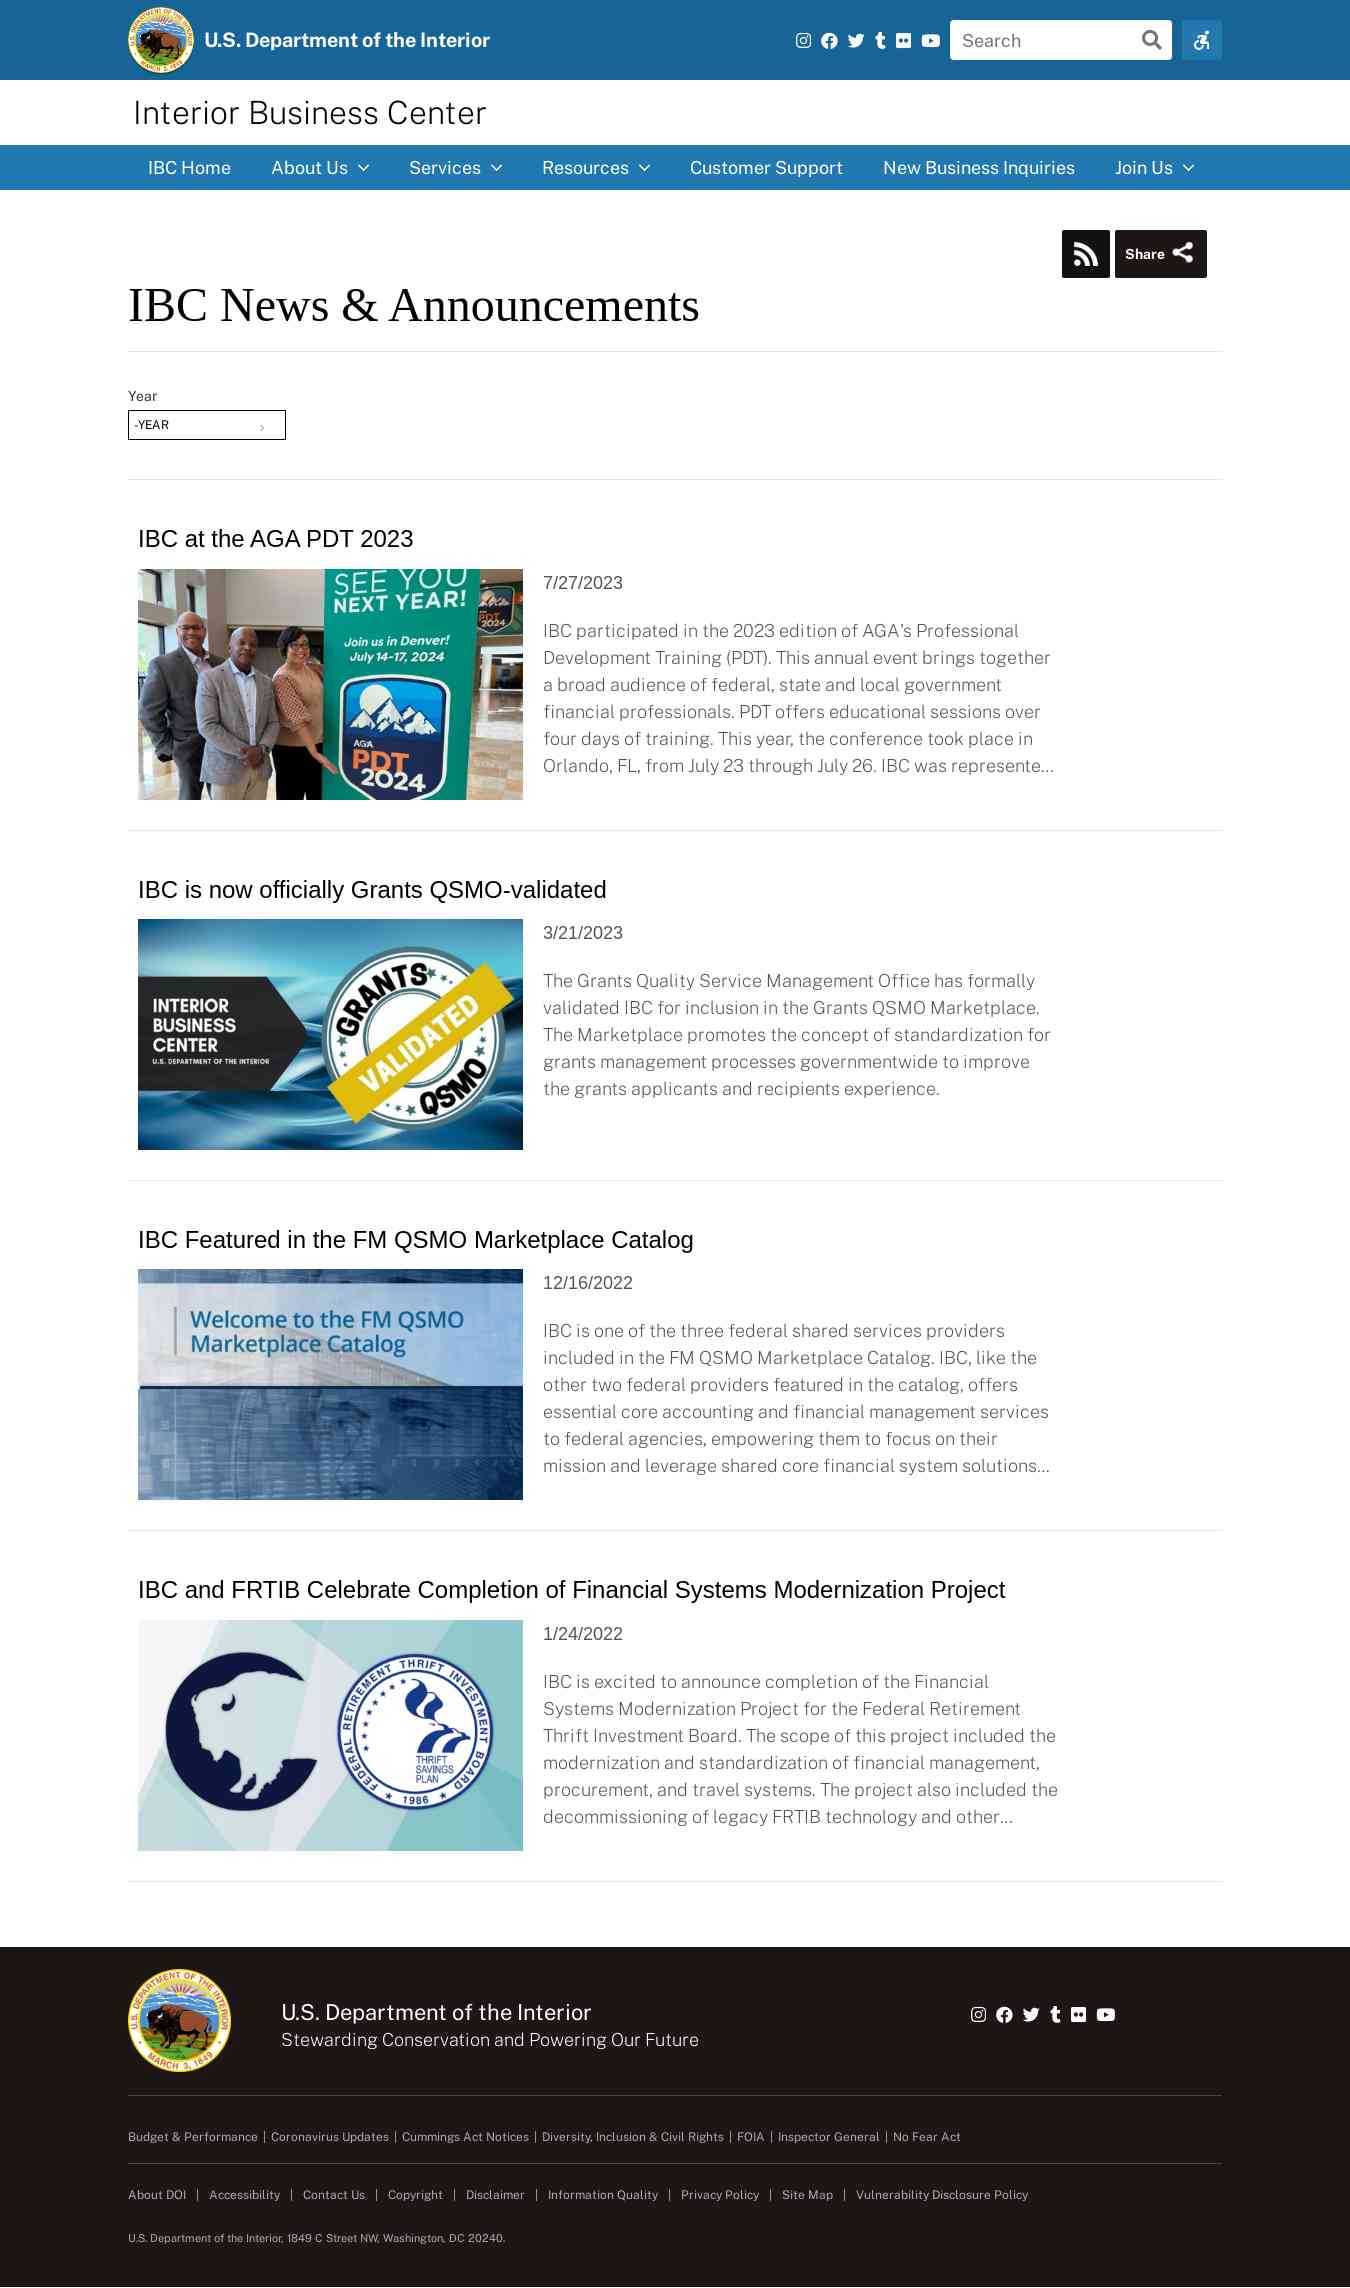 U.S. Department of the Interior
Search
Interior Business Center
IBC Home About Us Services Resources Customer Support New Business Inquiries Join Us
Share
IBC News & Announcements
Year
-YEAR
IBC at the AGA PDT 2023
SEE YOU
NEXT YEAR!
Join us in Denver!
July 14-17, 2024
AGA
PDT
2024
7/27/2023
IBC participated in the 2023 edition of AGA's Professional
Development Training (PDT). This annual event brings together
a broad audience of federal, state and local government
financial professionals. PDT offers educational sessions over
four days of training. This year, the conference took place in
Orlando, FL, from July 23 through July 26. IBC was represente...
IBC is now officially Grants QSMO-validated
INTERIOR
BUSINESS
CENTER
U.S. DEPARTMENT OF THE INTERIOR
GRANTS
VALIDATED
QSMO
3/21/2023
The Grants Quality Service Management Office has formally
validated IBC for inclusion in the Grants QSMO Marketplace.
The Marketplace promotes the concept of standardization for
grants management processes governmentwide to improve
the grants applicants and recipients experience.
IBC Featured in the FM QSMO Marketplace Catalog
Welcome to the FM QSMO
Marketplace Catalog
12/16/2022
IBC is one of the three federal shared services providers
included in the FM QSMO Marketplace Catalog. IBC, like the
other two federal providers featured in the catalog, offers
essential core accounting and financial management services
to federal agencies, empowering them to focus on their
mission and leverage shared core financial system solutions...
IBC and FRTIB Celebrate Completion of Financial Systems Modernization Project
FEDERAL RETIREMENT THRIFT INVESTMENT BOARD
THRIFT
SAVINGS
PLAN
1986
1/24/2022
IBC is excited to announce completion of the Financial
Systems Modernization Project for the Federal Retirement
Thrift Investment Board. The scope of this project included the
modernization and standardization of financial management,
procurement, and travel systems. The project also included the
decommissioning of legacy FRTIB technology and other...
U.S. DEPARTMENT OF THE INTERIOR
MARCH 3, 1849
U.S. Department of the Interior
Stewarding Conservation and Powering Our Future
Budget & Performance | Coronavirus Updates | Cummings Act Notices | Diversity, Inclusion & Civil Rights | FOIA | Inspector General | No Fear Act
About DOI | Accessibility | Contact Us | Copyright | Disclaimer | Information Quality | Privacy Policy | Site Map | Vulnerability Disclosure Policy
U.S. Department of the Interior, 1849 C Street NW, Washington, DC 20240.